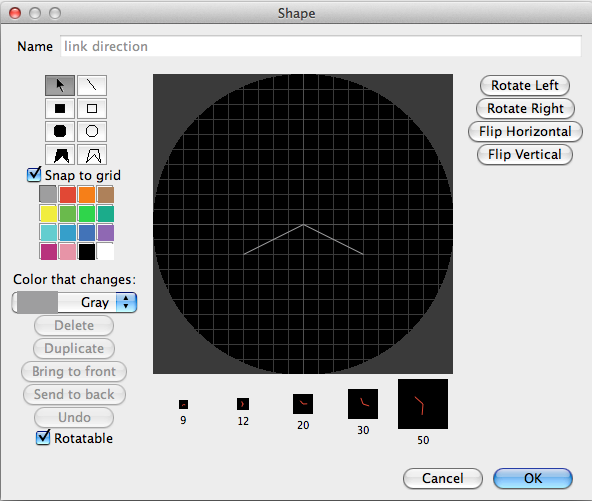 Shape
Name link direction
Rotate Left
Rotate Right
Flip Horizontal
Flip Vertical
Snap to grid
Color that changes:
Gray
Delete
Duplicate
Bring to front
Send to back
Undo
Rotatable
9 12 20 30 50
Cancel OK